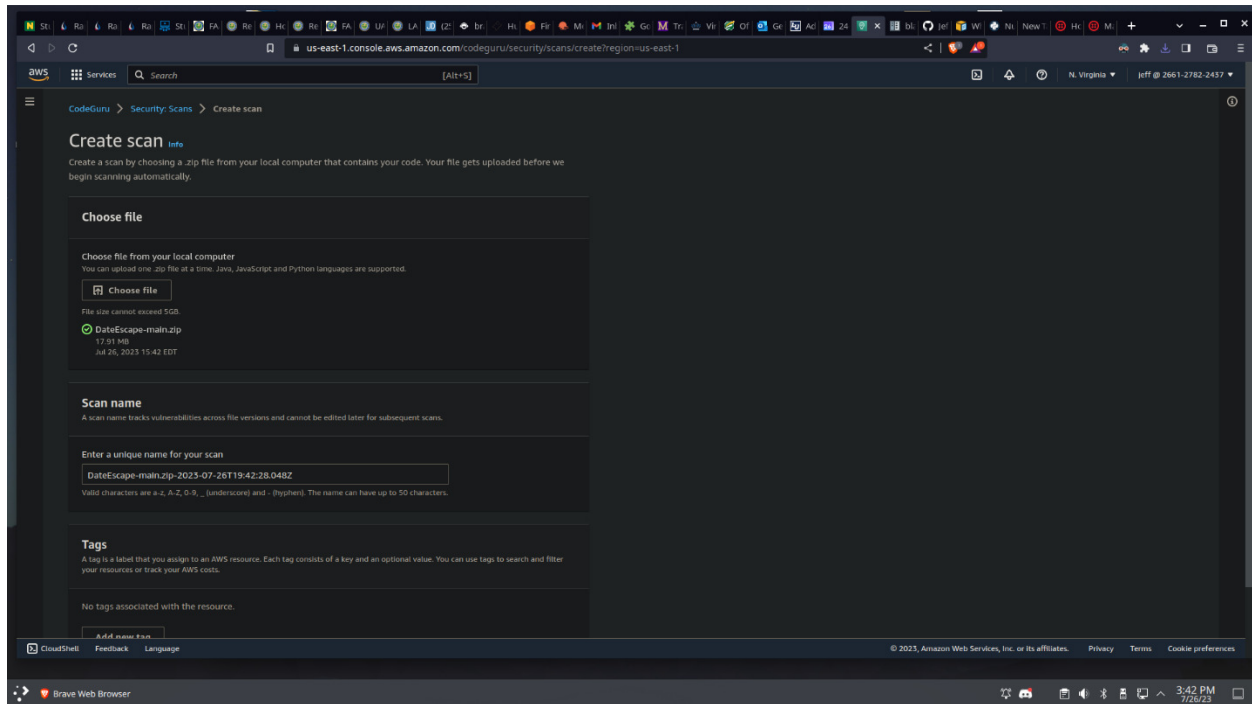 us-east-1.console.aws.amazon.com/codeguru/security/scans/create?region=us-east-1
aws Services Search [Alt+S] N. Virginia ▼ jeff @ 2661-2782-2437 ▼
CodeGuru > Security: Scans > Create scan
Create scan Info
Create a scan by choosing a .zip file from your local computer that contains your code. Your file gets uploaded before we
begin scanning automatically.
Choose file
Choose file from your local computer
You can upload one .zip file at a time. Java, JavaScript and Python languages are supported.
Choose file
File size cannot exceed 5GB.
DateEscape-main.zip
17.91 MB
Jul 26, 2023 15:42 EDT
Scan name
A scan name tracks vulnerabilities across file versions and cannot be edited later for subsequent scans.
Enter a unique name for your scan
DateEscape-main.zip-2023-07-26T19:42:28.048Z
Valid characters are a-z, A-Z, 0-9, _ (underscore) and - (hyphen). The name can have up to 50 characters.
Tags
A tag is a label that you assign to an AWS resource. Each tag consists of a key and an optional value. You can use tags to search and filter
your resources or track your AWS costs.
No tags associated with the resource.
Add new tag
CloudShell Feedback Language © 2023, Amazon Web Services, Inc. or its affiliates. Privacy Terms Cookie preferences
Brave Web Browser 3:42 PM
7/26/23